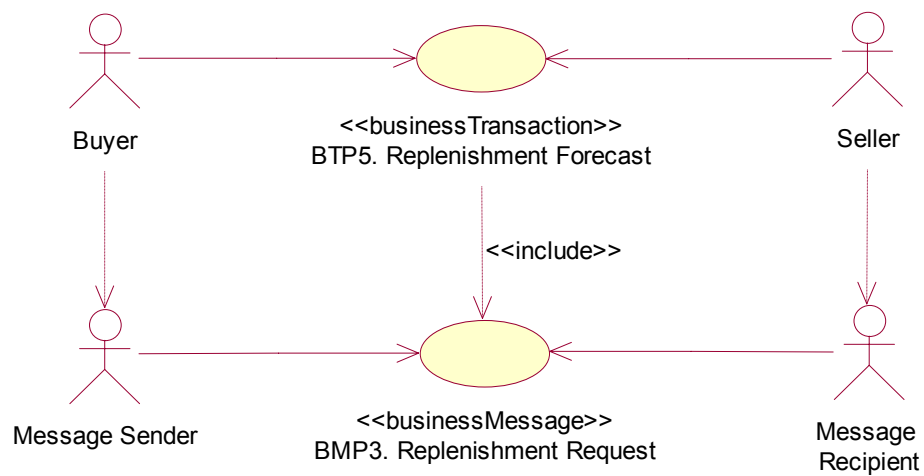 <<businessTransaction>>
Buyer
BTP5. Replenishment Forecast
Seller
<<include>>
<<businessMessage>>
Message Sender
BMP3. Replenishment Request
Message
Recipient